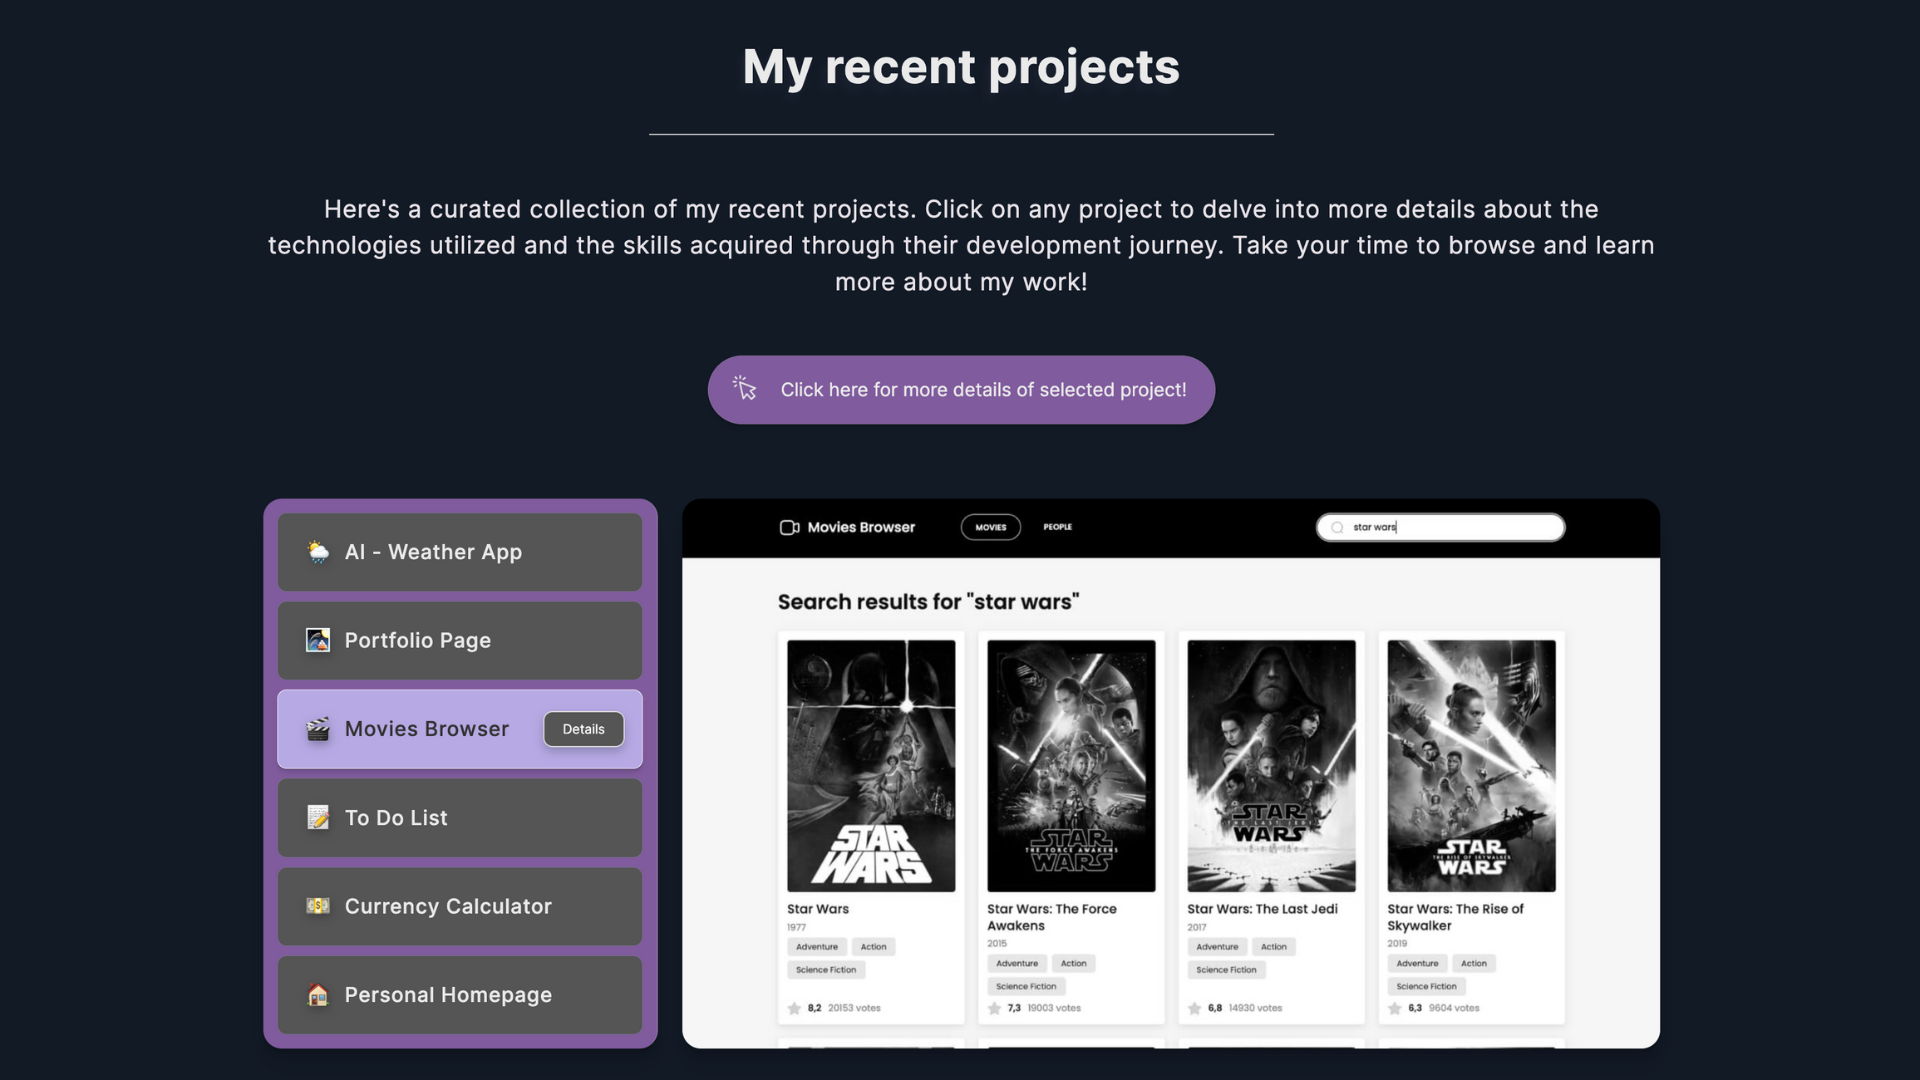 My recent projects
Here's a curated collection of my recent projects. Click on any project to delve into more details about the
technologies utilized and the skills acquired through their development journey. Take your time to browse and learn
more about my work!
Click here for more details of selected project!
AI - Weather App
Portfolio Page
Movies Browser
Details
To Do List
Currency Calculator
Personal Homepage
Movies Browser
MOVIES
PEOPLE
star wars
Search results for "star wars"
STAR
WARS
Star Wars
1977
Adventure
Action
Science Fiction
8,2 20153 votes
STAR
THE FORCE AWAKENS
WARS
Star Wars: The Force
Awakens
2015
Adventure
Action
Science Fiction
7,3 19003 votes
STAR
THE LAST JEDI
WARS
Star Wars: The Last Jedi
2017
Adventure
Action
Science Fiction
6,8 14930 votes
STAR
THE RISE OF SKYWALKER
WARS
Star Wars: The Rise of
Skywalker
2019
Adventure
Action
Science Fiction
6,3 9604 votes